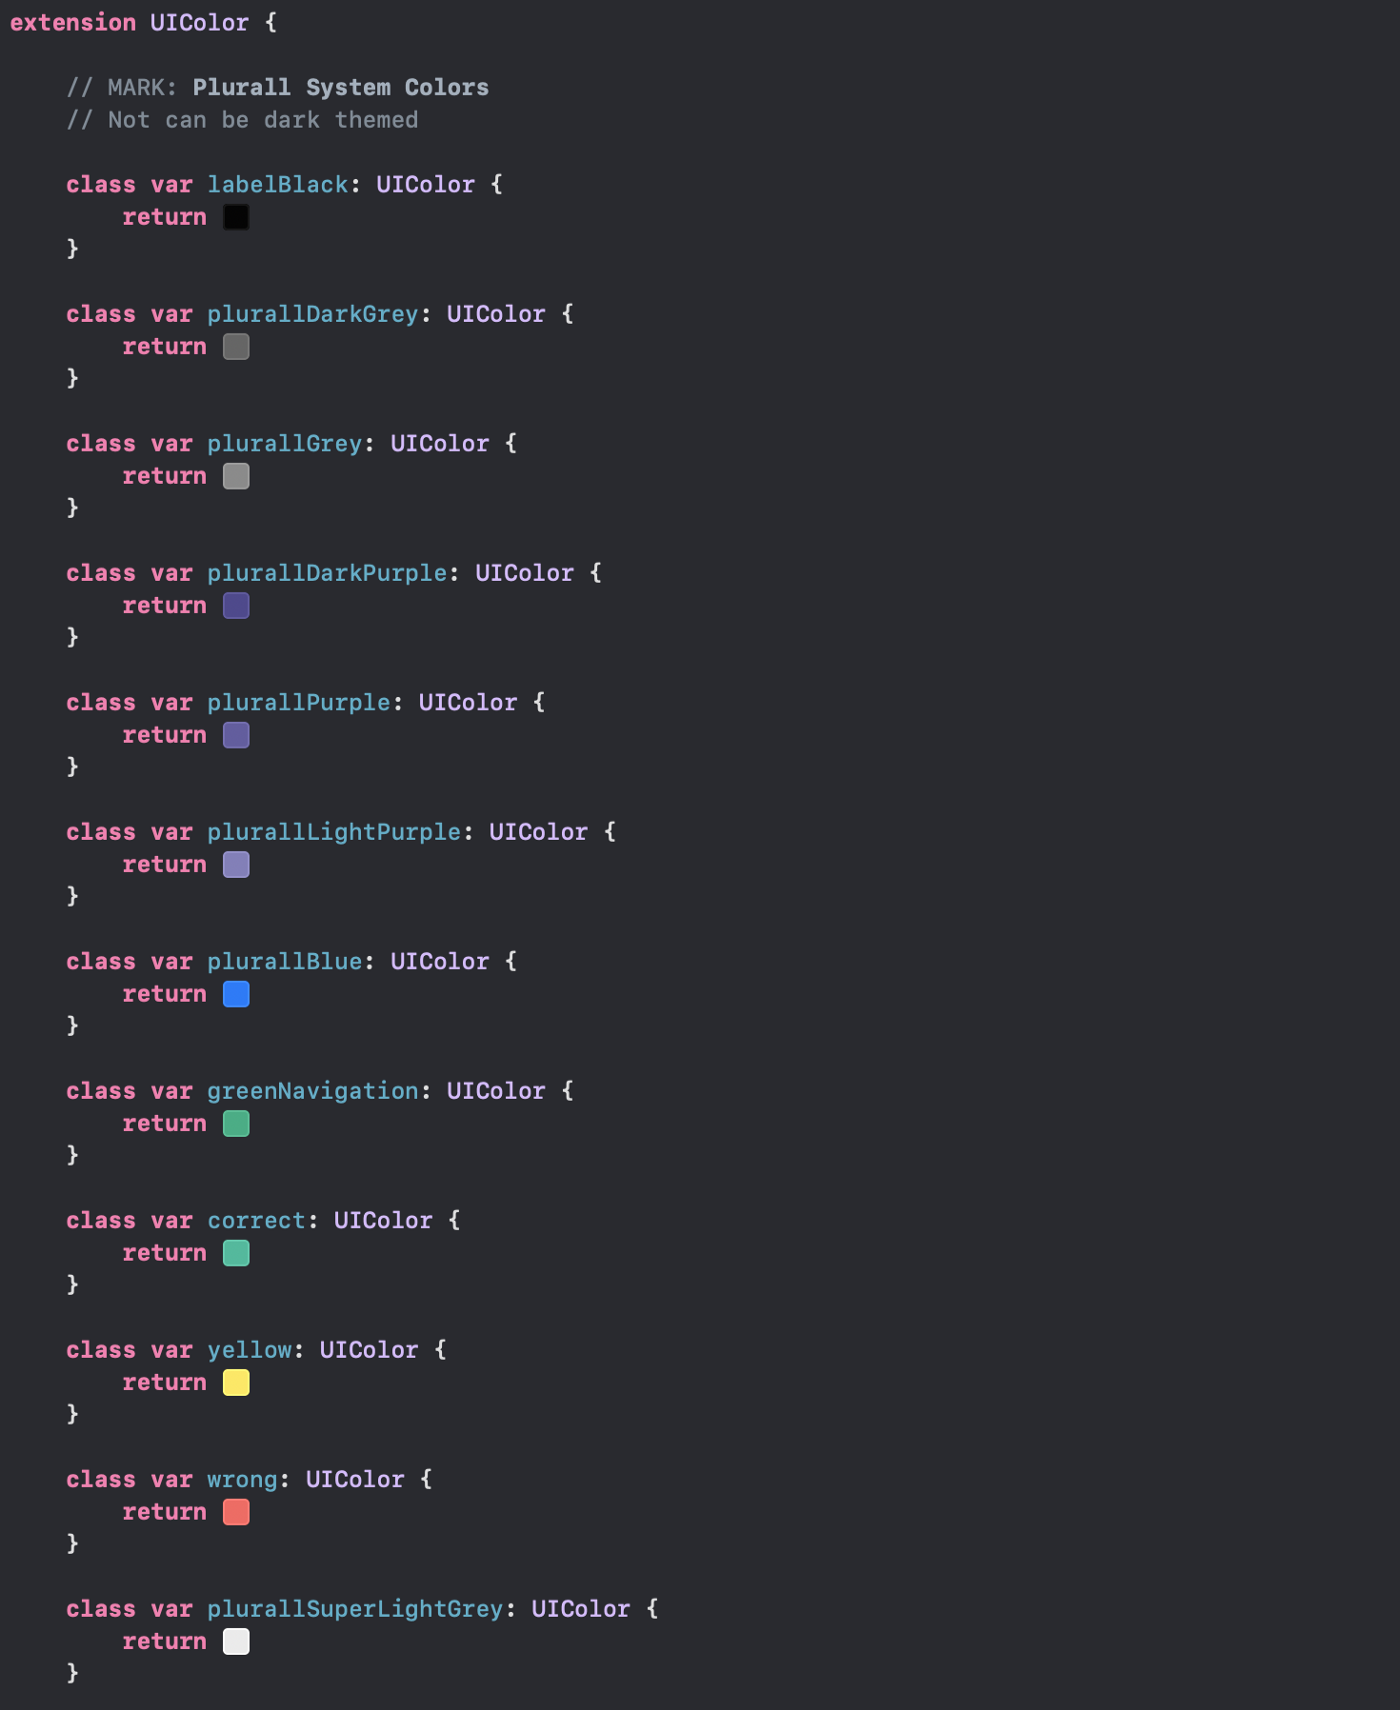 extension UIColor {
// MARK: Plurall System Colors
// Not can be dark themed
class var labelBlack: UIColor {
return
}
class var plurallDarkGrey: UIColor {
return
}
class var plurallGrey: UIColor {
return
}
class var plurallDarkPurple: UIColor {
return
}
class var plurallPurple: UIColor {
return
}
class var plurallLightPurple: UIColor {
return
}
class var plurallBlue: UIColor {
return
}
class var greenNavigation: UIColor {
return
}
class var correct: UIColor {
return
}
class var yellow: UIColor {
return
}
class var wrong: UIColor {
return
}
class var plurallSuperLightGrey: UIColor {
return
}